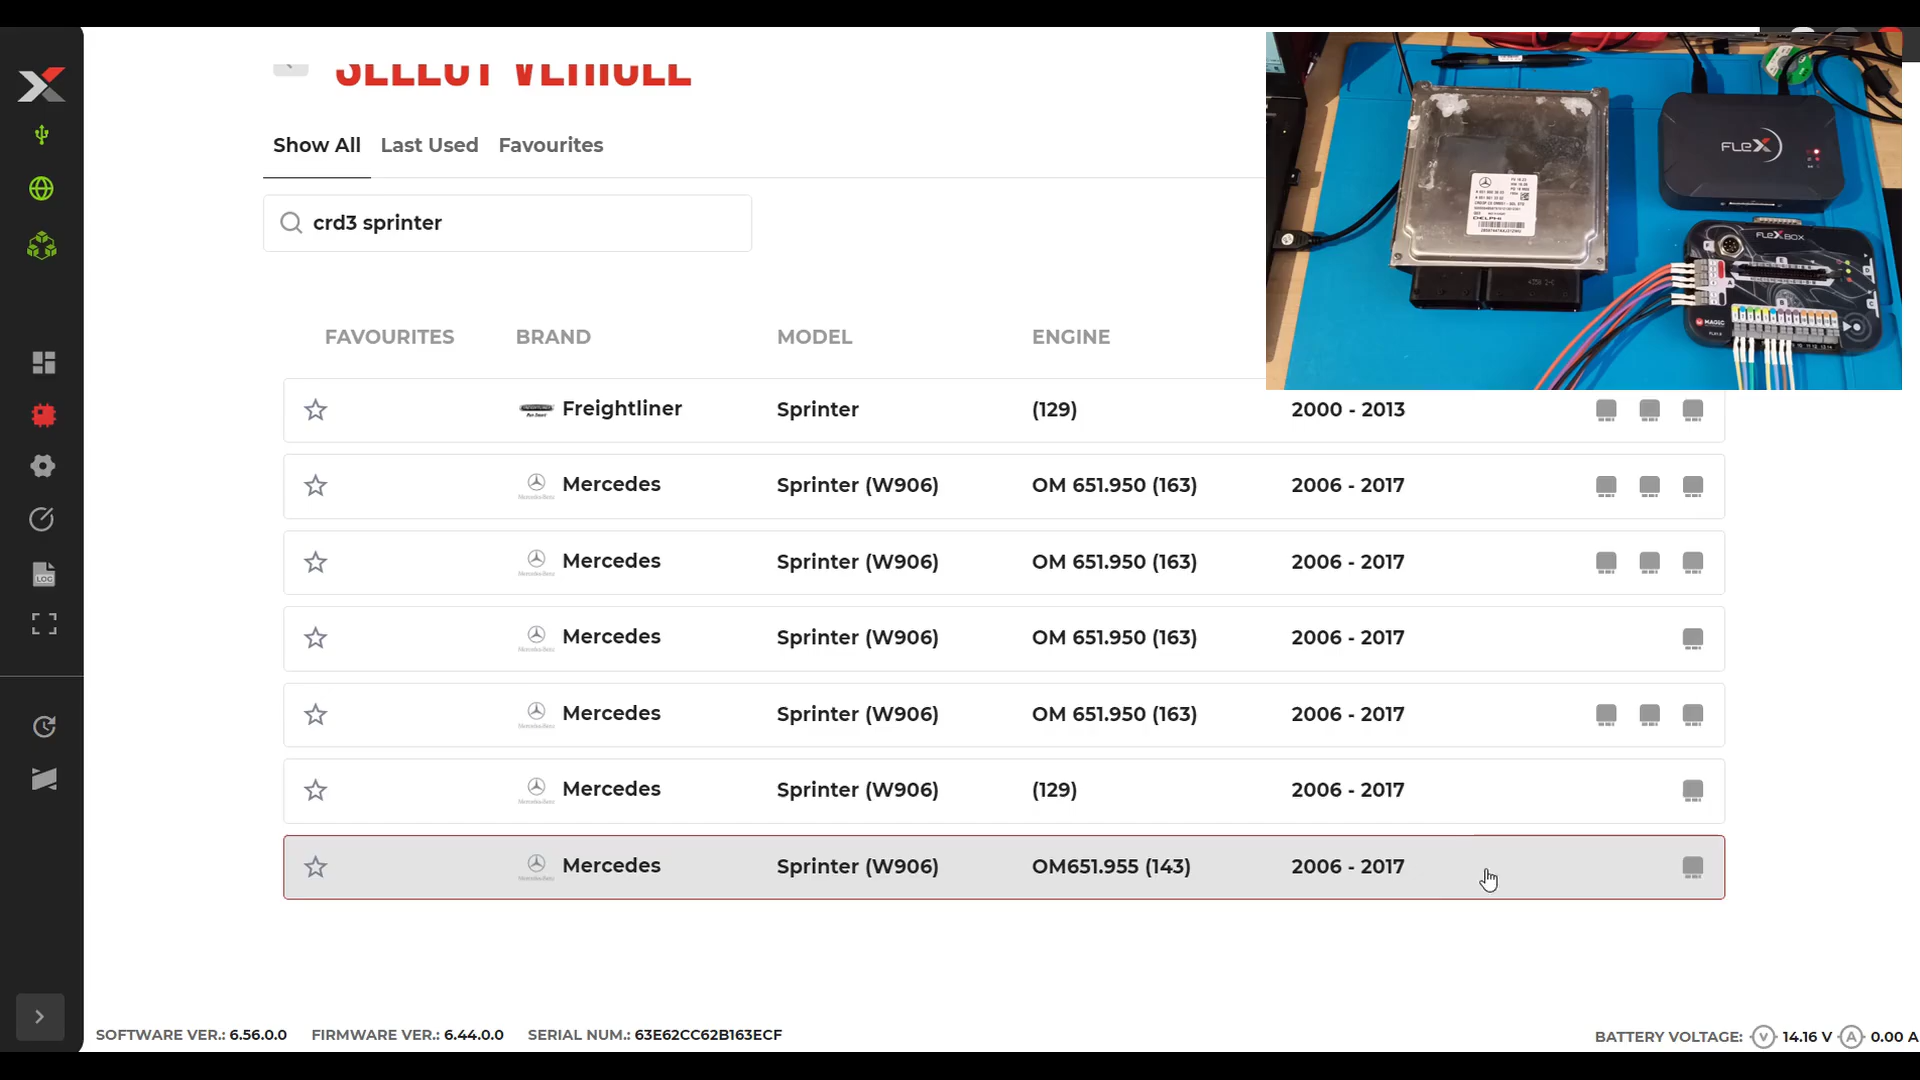 SELECT VEHICLE
Show All Last Used Favourites
crd3 sprinter
FAVOURITES BRAND MODEL ENGINE
Freightliner Sprinter (129) 2000 - 2013
Mercedes Sprinter (W906) OM 651.950 (163) 2006 - 2017
Mercedes Sprinter (W906) OM 651.950 (163) 2006 - 2017
Mercedes Sprinter (W906) OM 651.950 (163) 2006 - 2017
Mercedes Sprinter (W906) OM 651.950 (163) 2006 - 2017
Mercedes Sprinter (W906) (129) 2006 - 2017
Mercedes Sprinter (W906) OM651.955 (143) 2006 - 2017
LOG
FLEX
FLEXBOX
F
E
A
B
D
C
MAGIC
DELPHI
SOFTWARE VER.: 6.56.0.0 FIRMWARE VER.: 6.44.0.0 SERIAL NUM.: 63E62CC62B163ECF
BATTERY VOLTAGE: V 14.16 V A 0.00 A